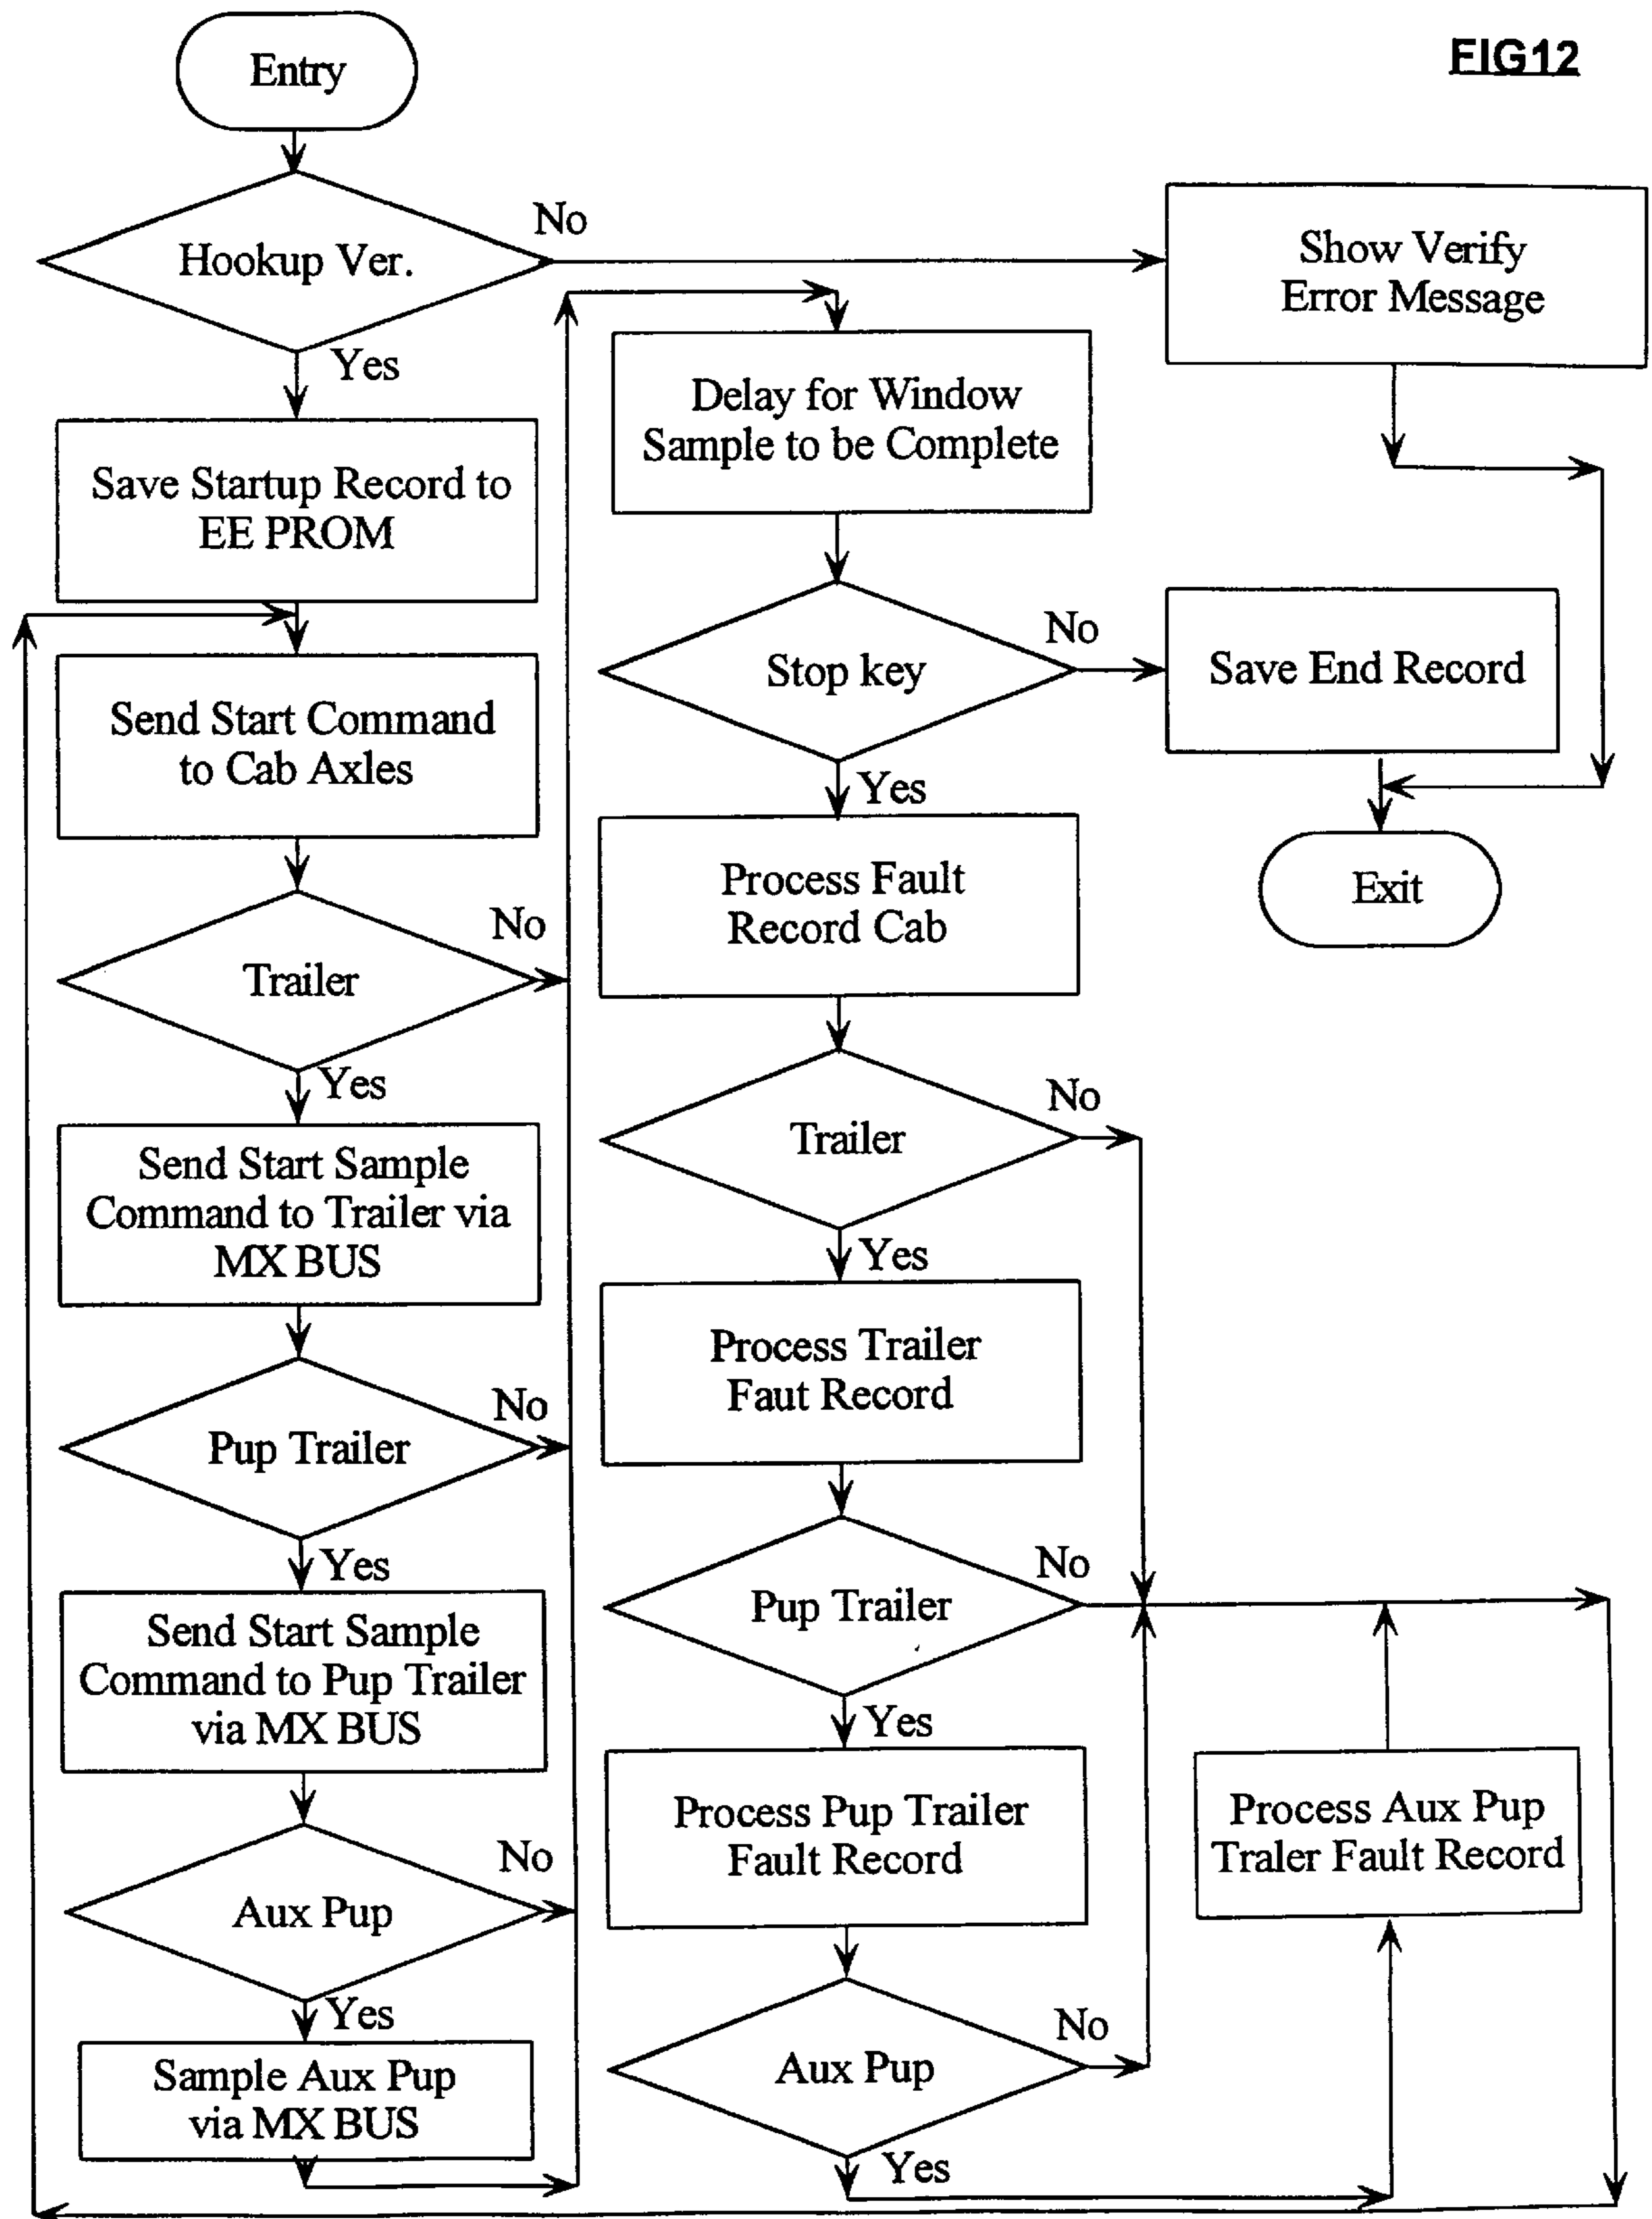 FIG12
Entry
Hookup Ver.
No
Yes
Show Verify
Error Message
Save Startup Record to
EE PROM
Send Start Command
to Cab Axles
Trailer
No
Yes
Send Start Sample
Command to Trailer via
MX BUS
Pup Trailer
No
Yes
Send Start Sample
Command to Pup Trailer
via MX BUS
Aux Pup
No
Yes
Sample Aux Pup
via MX BUS
Delay for Window
Sample to be Complete
Stop key
No
Yes
Save End Record
Exit
Process Fault
Record Cab
Trailer
No
Yes
Process Trailer
Faut Record
Pup Trailer
No
Yes
Process Pup Trailer
Fault Record
Aux Pup
No
Yes
Process Aux Pup
Traler Fault Record